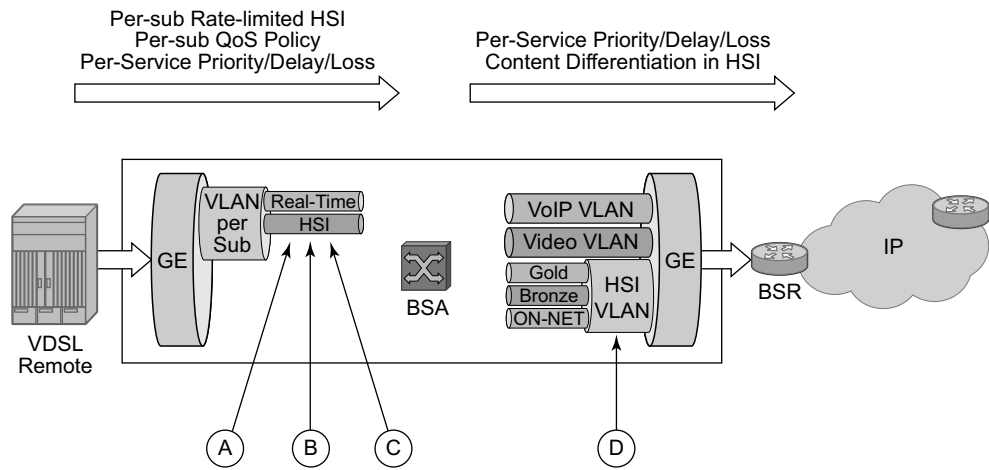 Per-sub Rate-limited HSI
Per-sub QoS Policy
Per-Service Priority/Delay/Loss
Per-Service Priority/Delay/Loss
Content Differentiation in HSI
VDSL
Remote
GE
VLAN
per
Sub
Real-Time
HSI
BSA
VoIP VLAN
Video VLAN
Gold
Bronze
ON-NET
HSI
VLAN
GE
BSR
IP
A
B
C
D